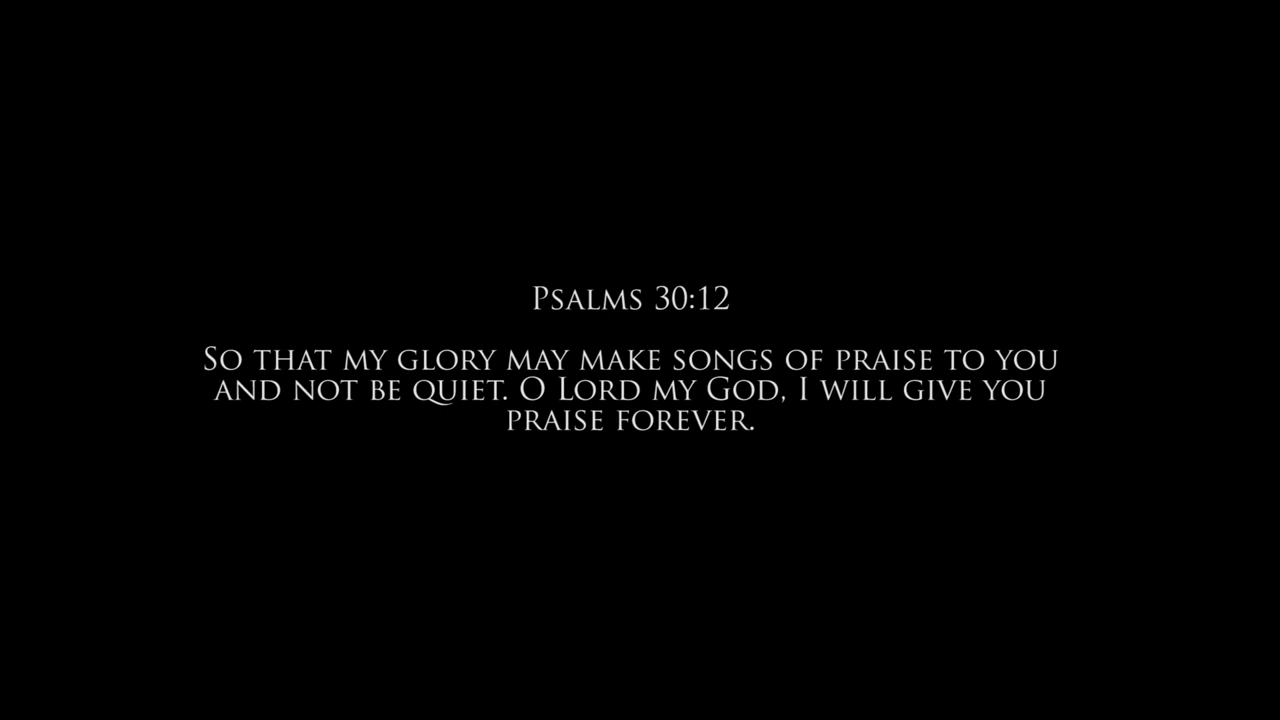 Psalms 30:12
So that my glory may make songs of praise to you
and not be quiet. O Lord my God, I will give you
praise forever.